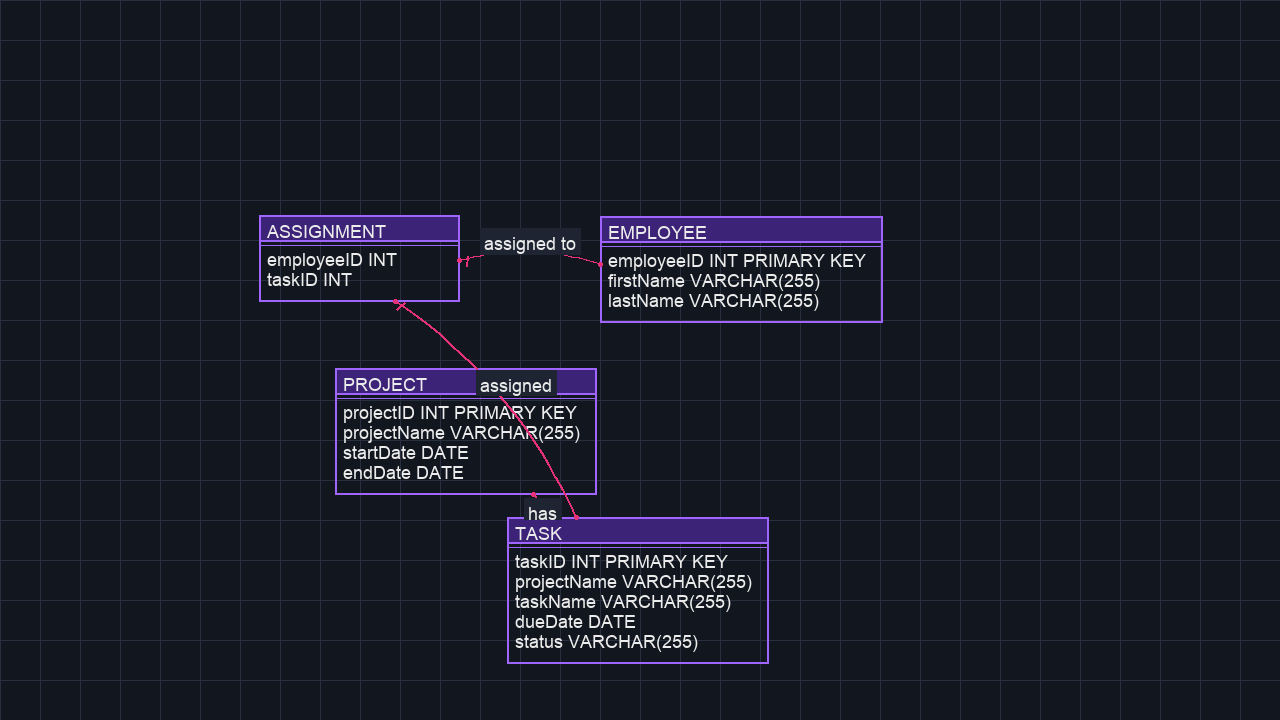 ASSIGNMENT
employeeID INT
taskID INT
assigned to
EMPLOYEE
employeeID INT PRIMARY KEY
firstName VARCHAR(255)
lastName VARCHAR(255)
PROJECT
assigned
projectID INT PRIMARY KEY
projectName VARCHAR(255)
startDate DATE
endDate DATE
has
TASK
taskID INT PRIMARY KEY
projectName VARCHAR(255)
taskName VARCHAR(255)
dueDate DATE
status VARCHAR(255)